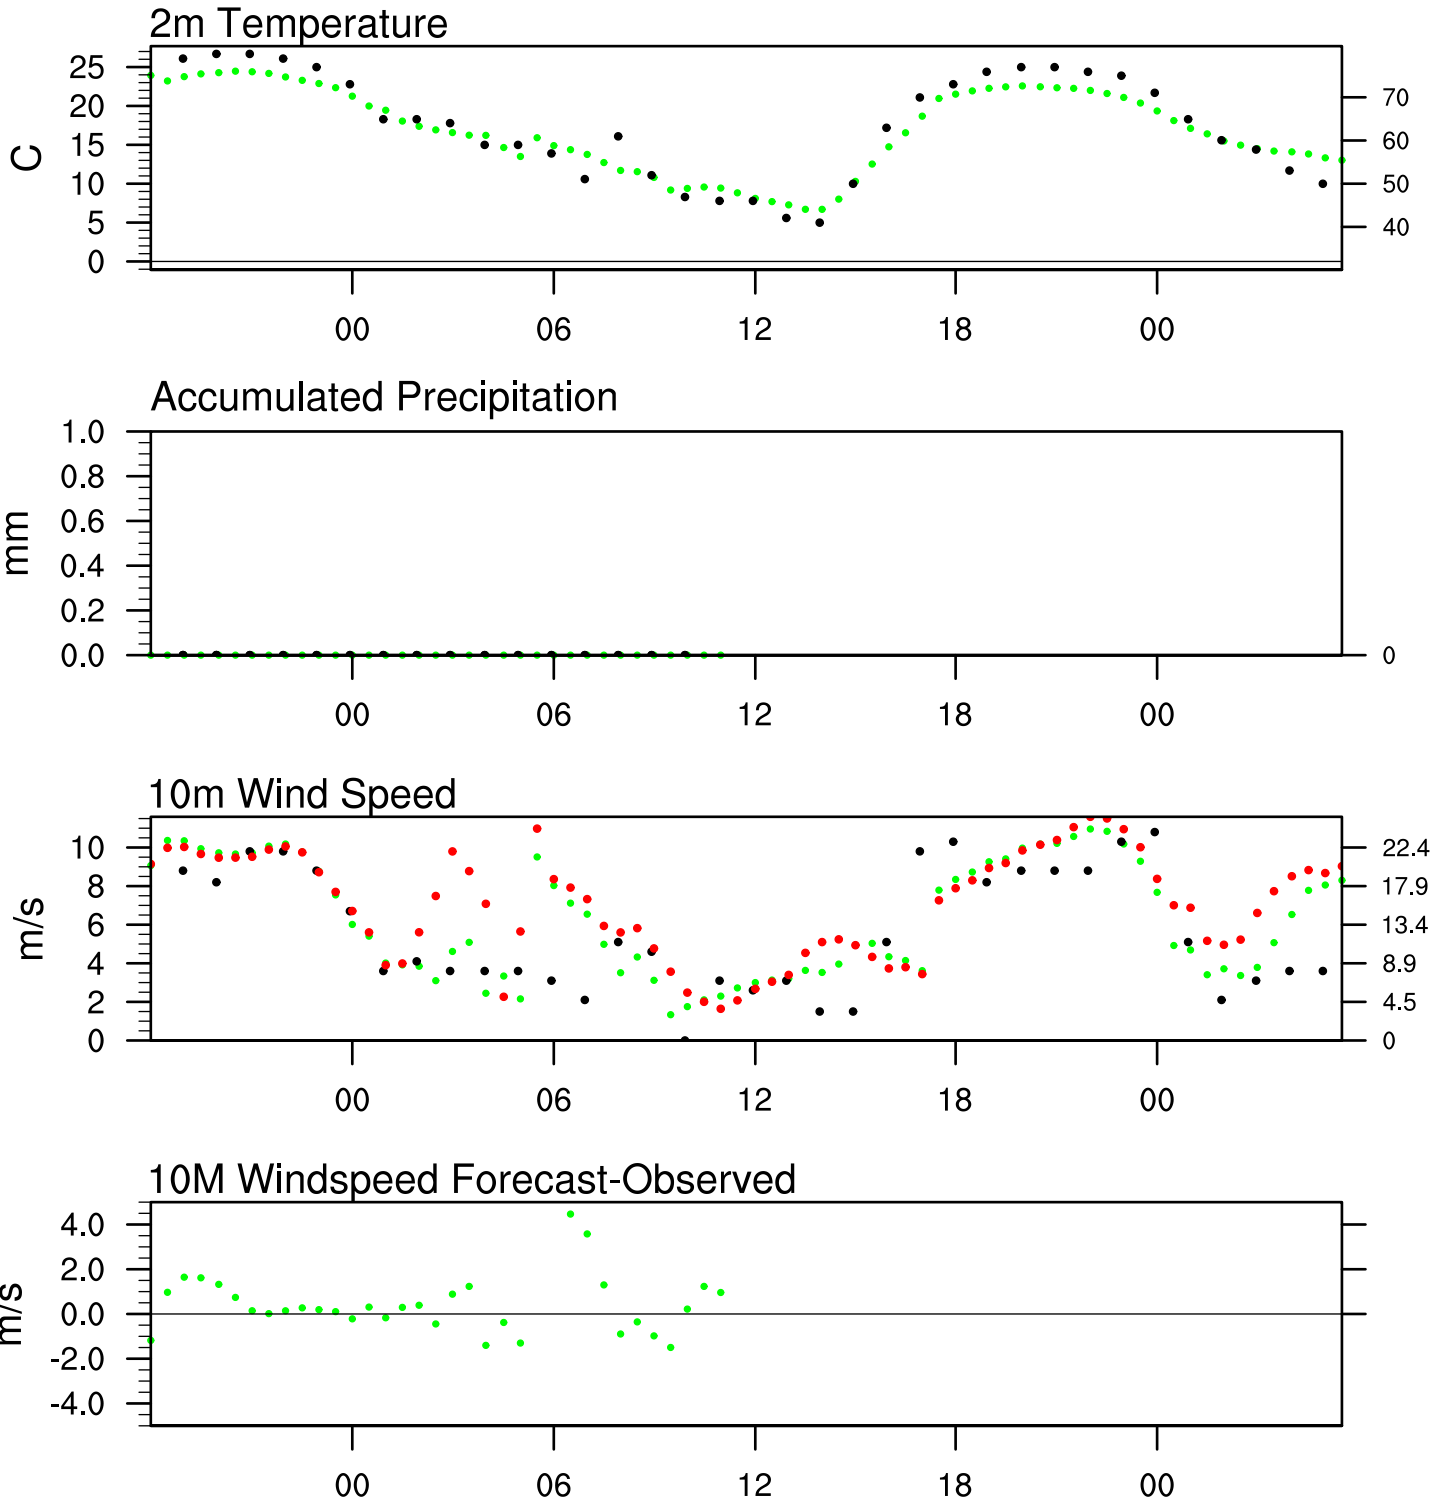 2m Temperature
25
20
15
10
5
0
C
70
60
50
40
00 06 12 18 00
Accumulated Precipitation
1.0
0.8
0.6
0.4
0.2
0.0
mm
0
00 06 12 18 00
10m Wind Speed
10
8
6
4
2
0
m/s
22.4
17.9
13.4
8.9
4.5
0
00 06 12 18 00
10M Windspeed Forecast-Observed
4.0
2.0
0.0
-2.0
-4.0
m/s
00 06 12 18 00